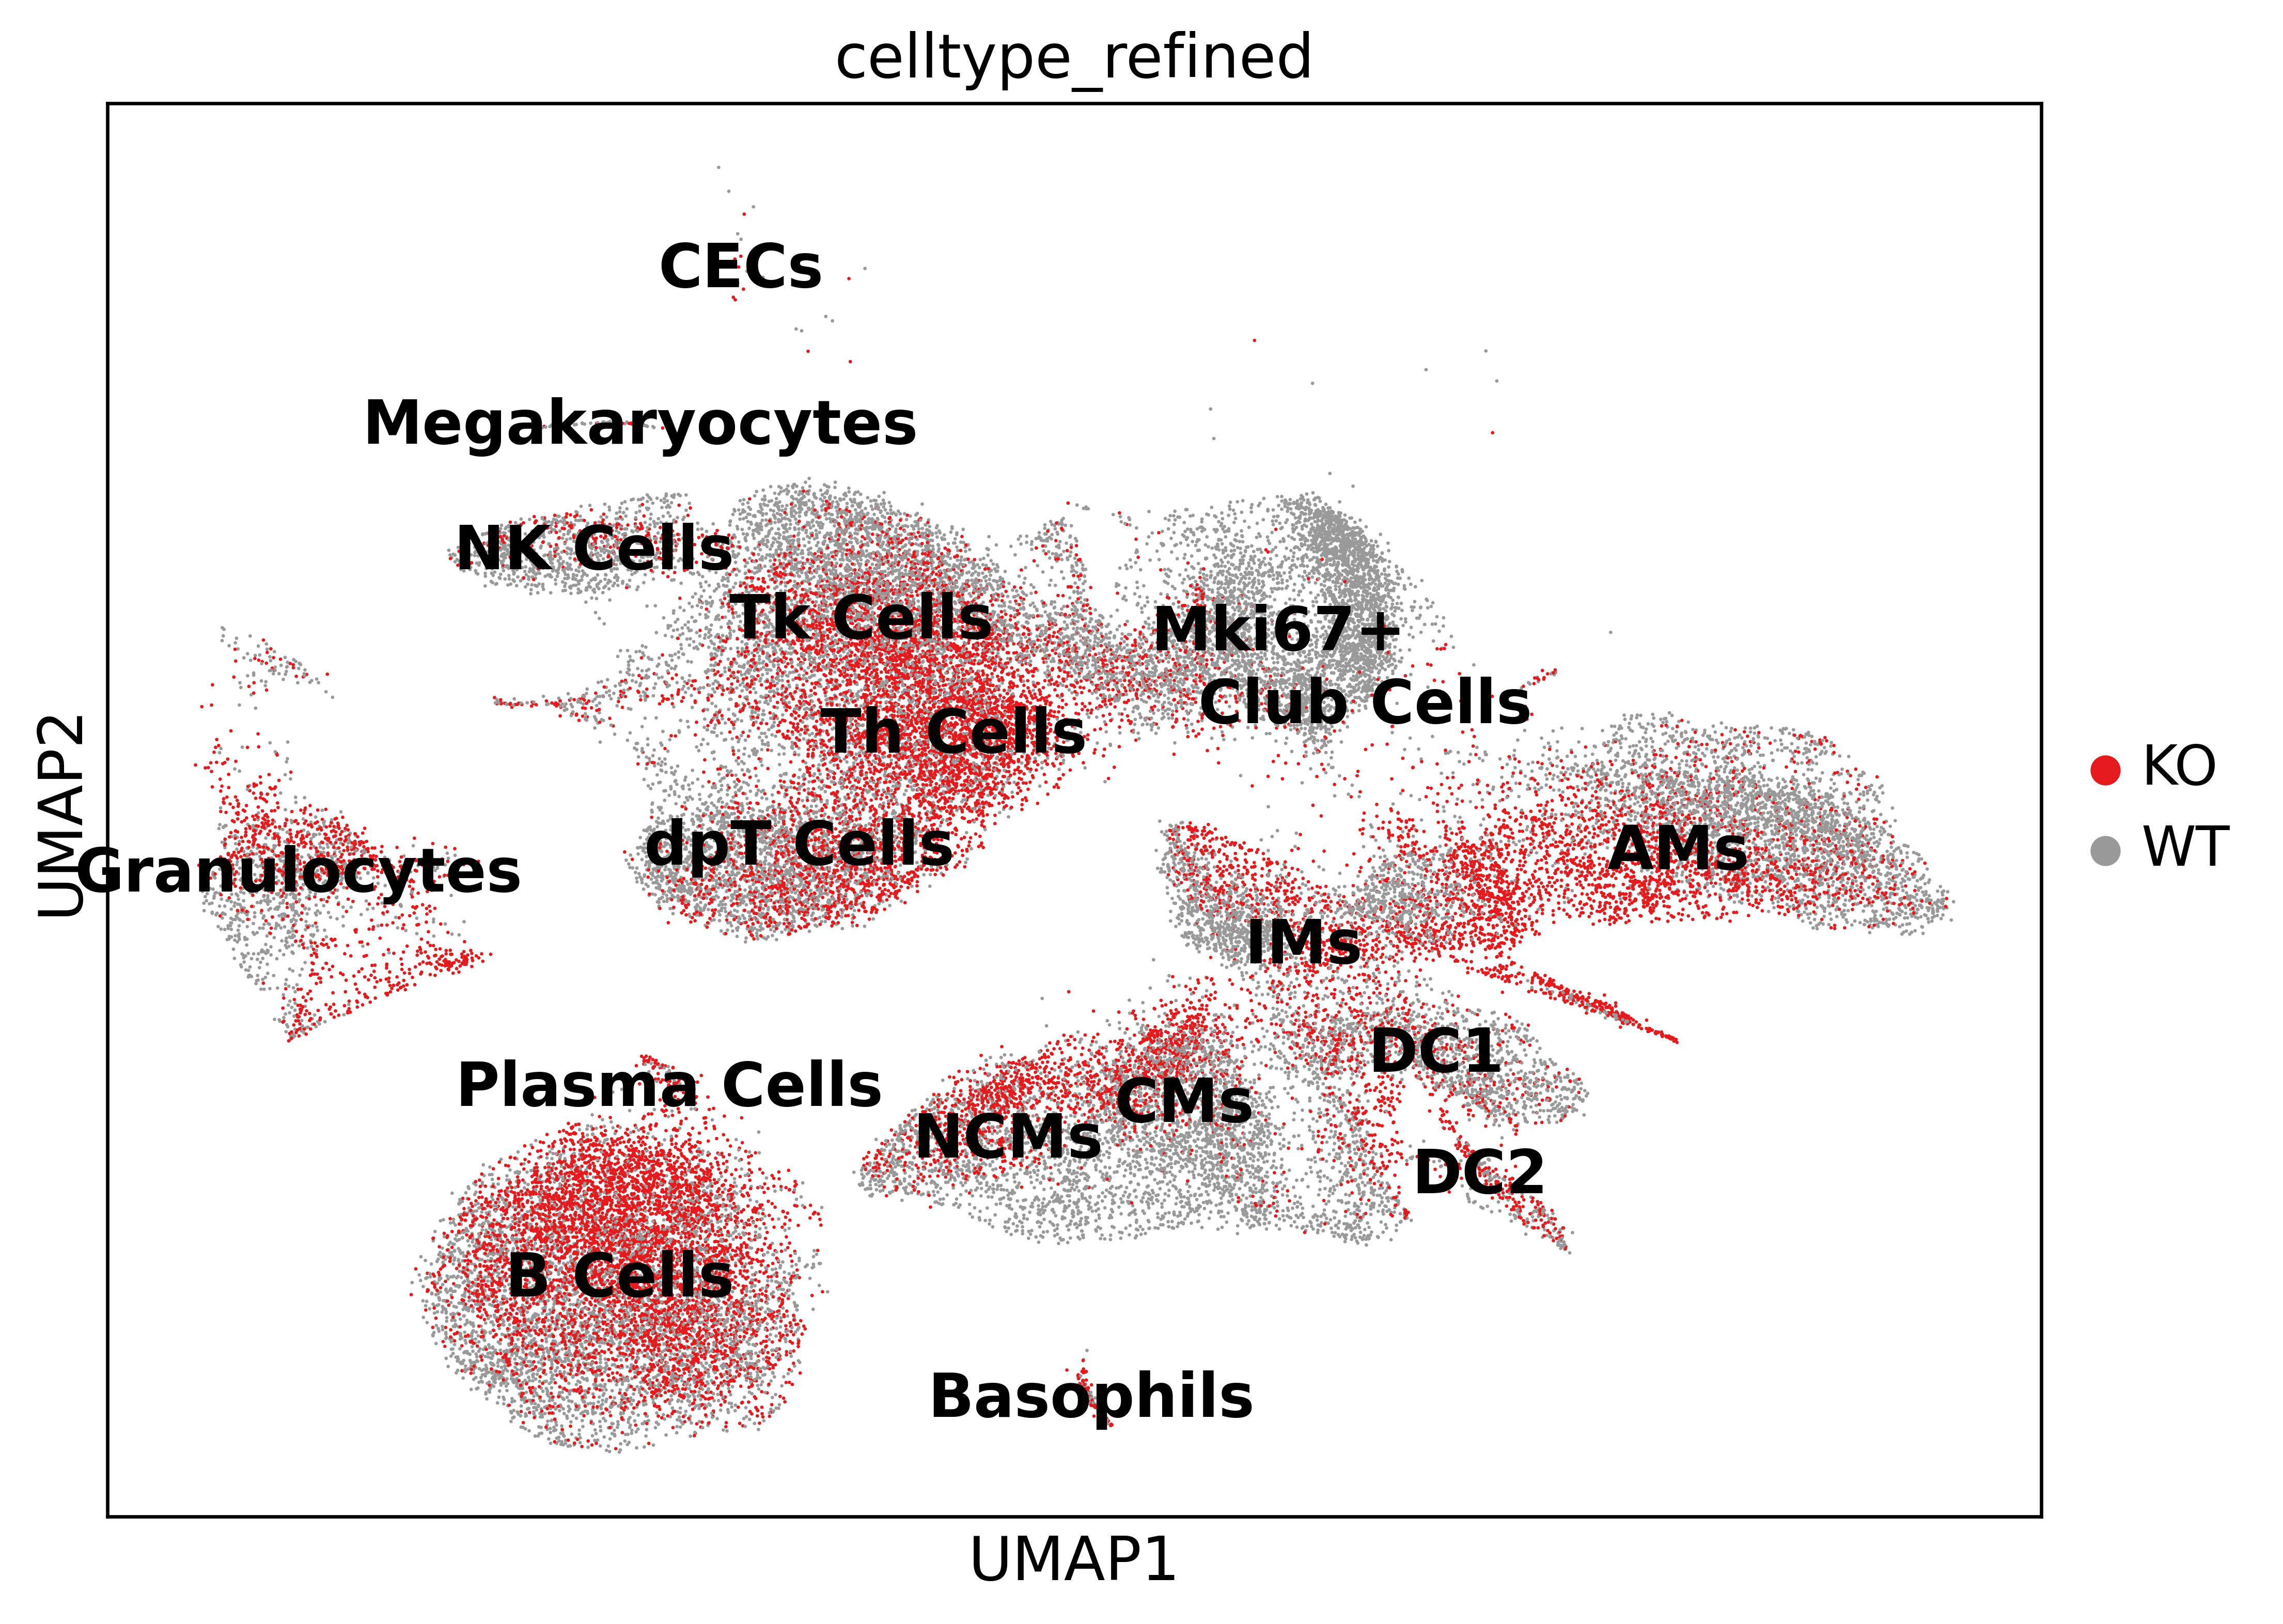 celltype_refined
CECs
Megakaryocytes
NK Cells
Tk Cells
Mki67+
Club Cells
Th Cells
dpT Cells
AMs
Granulocytes
IMs
DC1
Plasma Cells
CMs
NCMs
DC2
B Cells
Basophils
UMAP2
UMAP1
KO
WT